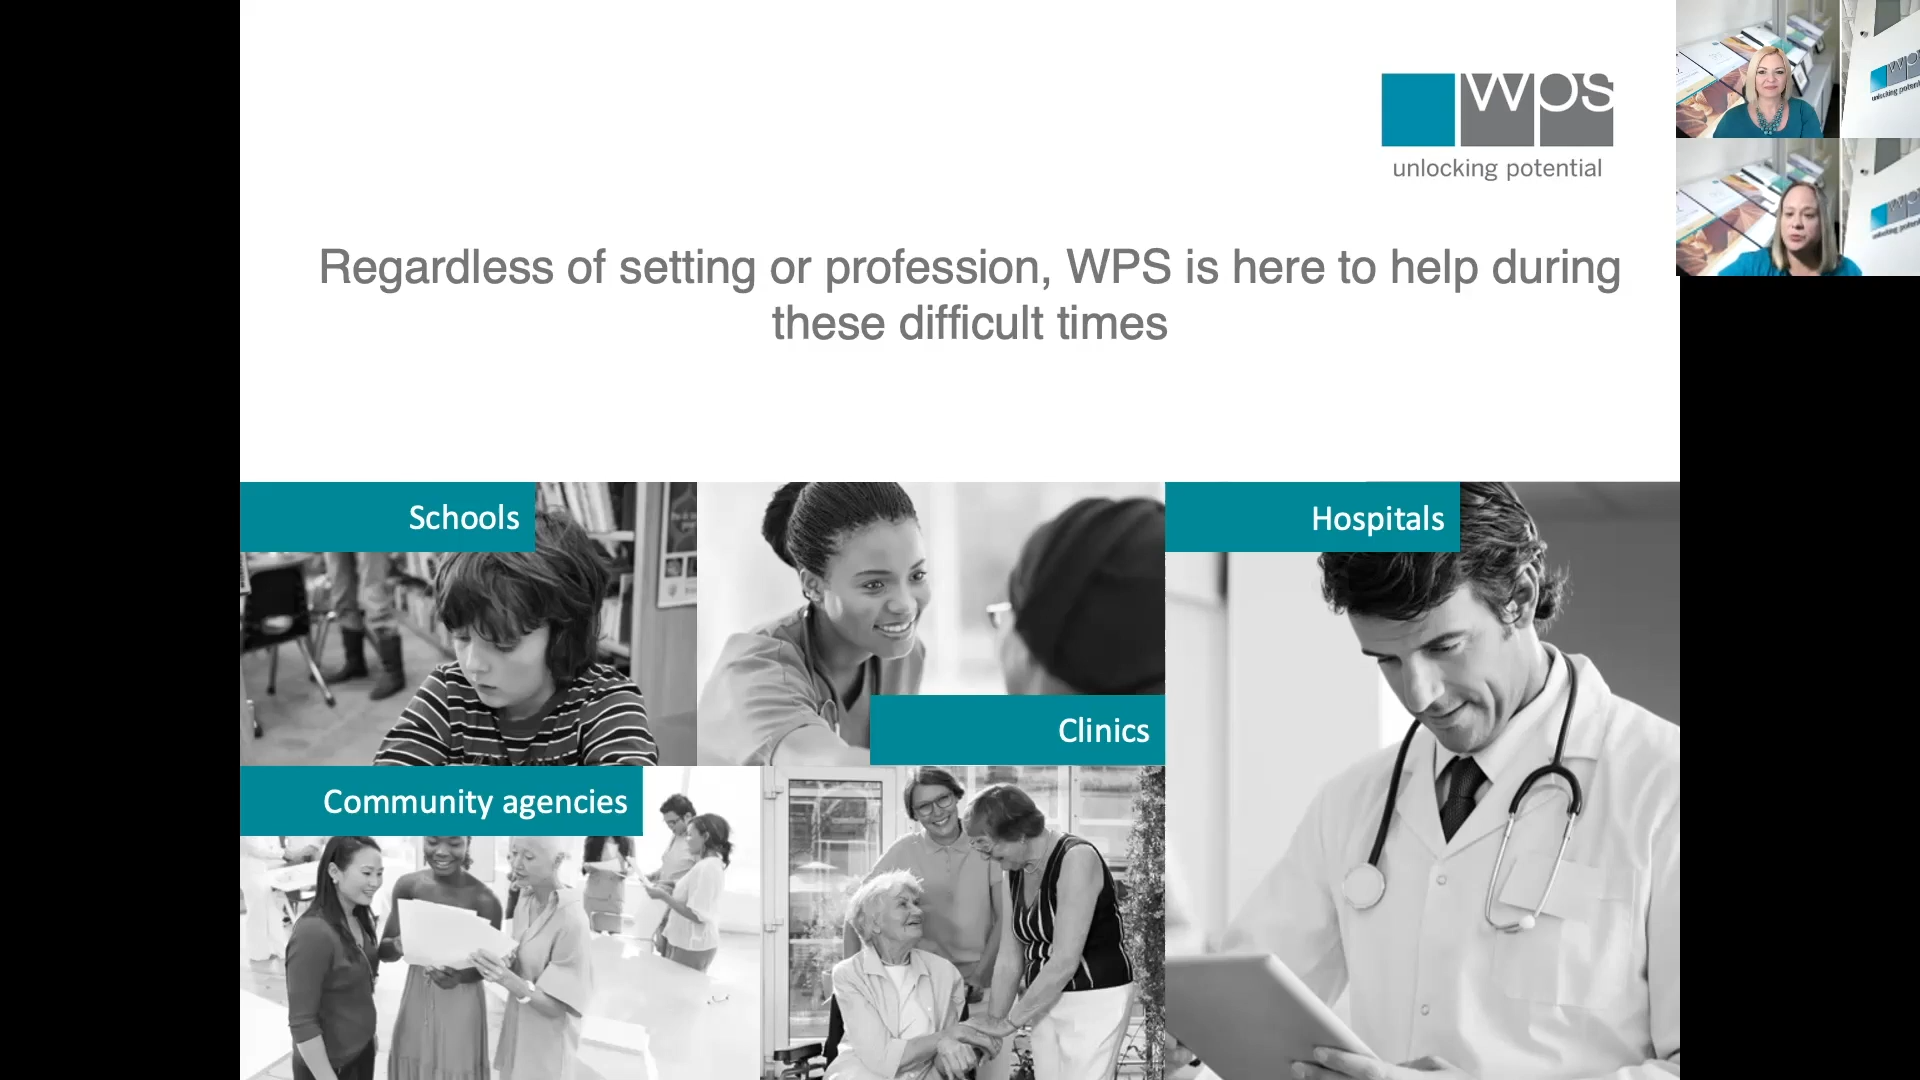 wps
unlocking potential
Regardless of setting or profession, WPS is here to help during
these difficult times
Schools
Hospitals
Clinics
Community agencies